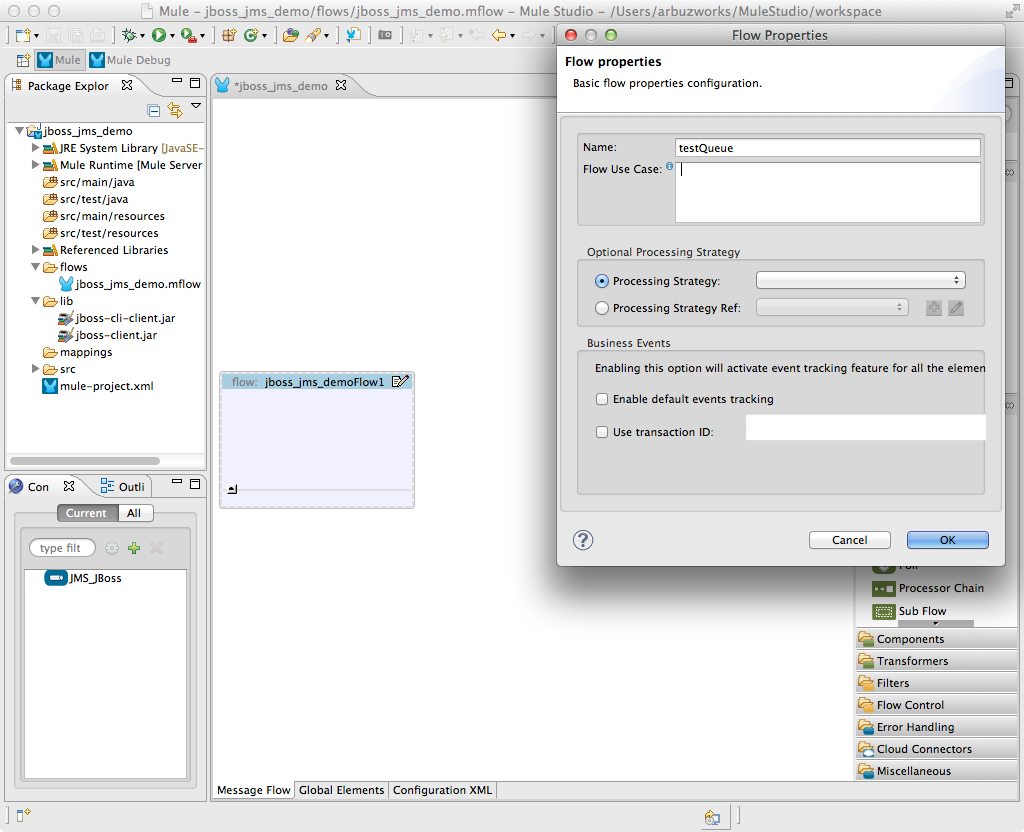 Mule – jboss_jms_demo/flows/jboss_jms_demo.mflow – Mule Studio – /Users/arbuzworks/MuleStudio/workspace
Mule
Mule Debug
Package Explor
jboss_jms_demo
JRE System Library [JavaSE-
Mule Runtime [Mule Server
src/main/java
src/test/java
src/main/resources
src/test/resources
Referenced Libraries
flows
jboss_jms_demo.mflow
lib
jboss-cli-client.jar
jboss-client.jar
mappings
src
mule-project.xml
Con
Outli
Current
All
type filt
JMS_JBoss
*jboss_jms_demo
flow: jboss_jms_demoFlow1
Message Flow
Global Elements
Configuration XML
Flow Properties
Flow properties
Basic flow properties configuration.
Name:
testQueue
Flow Use Case:
Optional Processing Strategy
Processing Strategy:
Processing Strategy Ref:
Business Events
Enabling this option will activate event tracking feature for all the elemen
Enable default events tracking
Use transaction ID:
?
Cancel
OK
Processor Chain
Sub Flow
Components
Transformers
Filters
Flow Control
Error Handling
Cloud Connectors
Miscellaneous